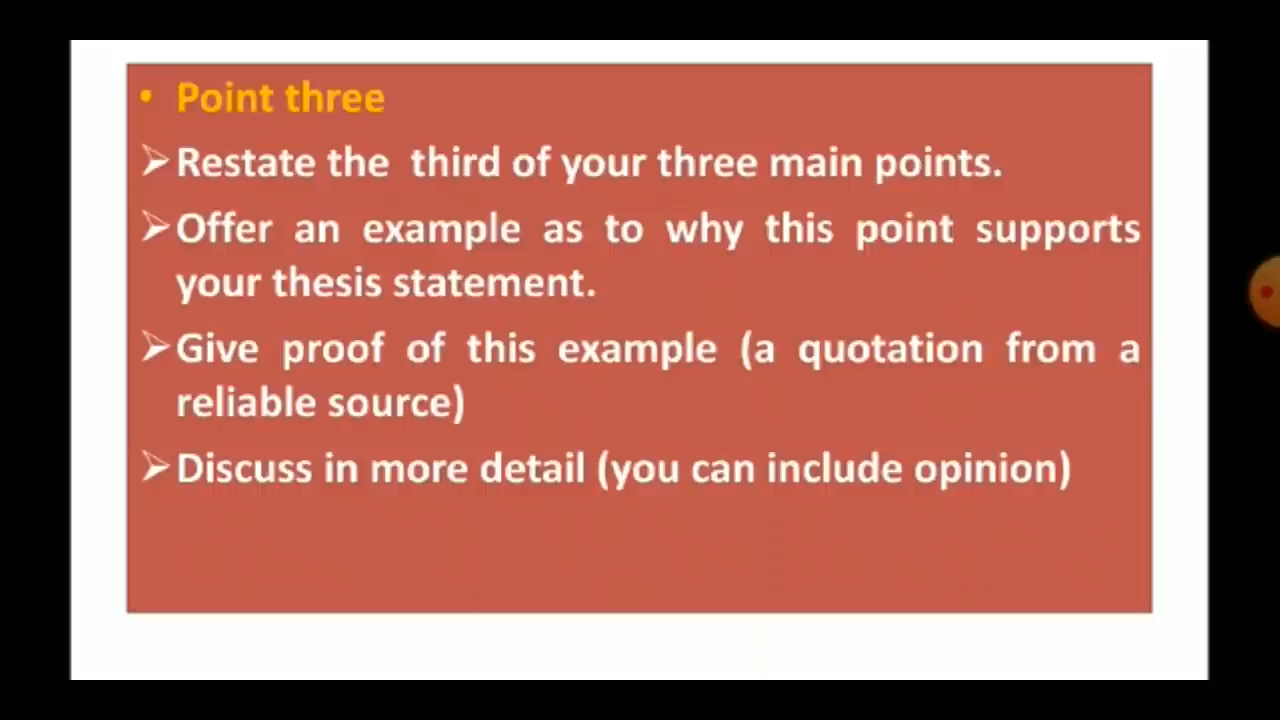 • Point three
➢Restate the  third of your three main points.
➢Offer an example as to why this point supports
your thesis statement.
➢Give proof of this example (a quotation from a
reliable source)
➢Discuss in more detail (you can include opinion)